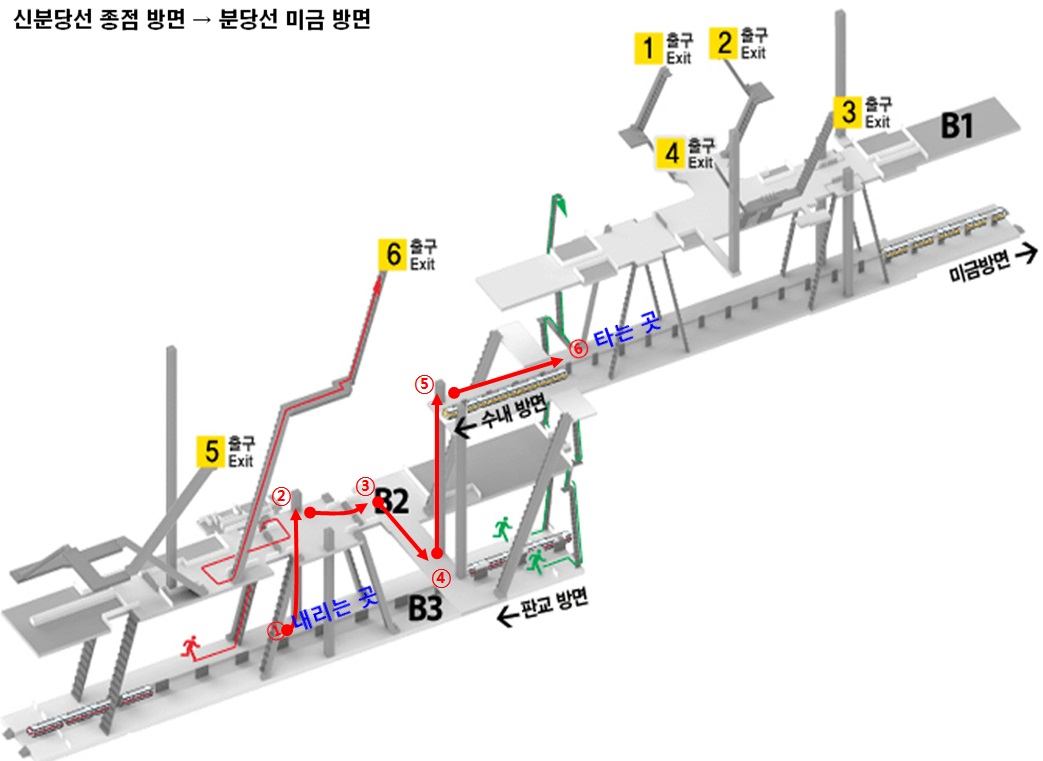 신분당선 종점 방면 → 분당선 미금 방면
1 출구
Exit
2 출구
Exit
3 출구
Exit
4 출구
Exit
B1
미금방면 →
6 출구
Exit
⑥ 타는 곳
⑤
← 수내 방면
5 출구
Exit
②
③
B2
④
① 내리는 곳
B3
← 판교 방면